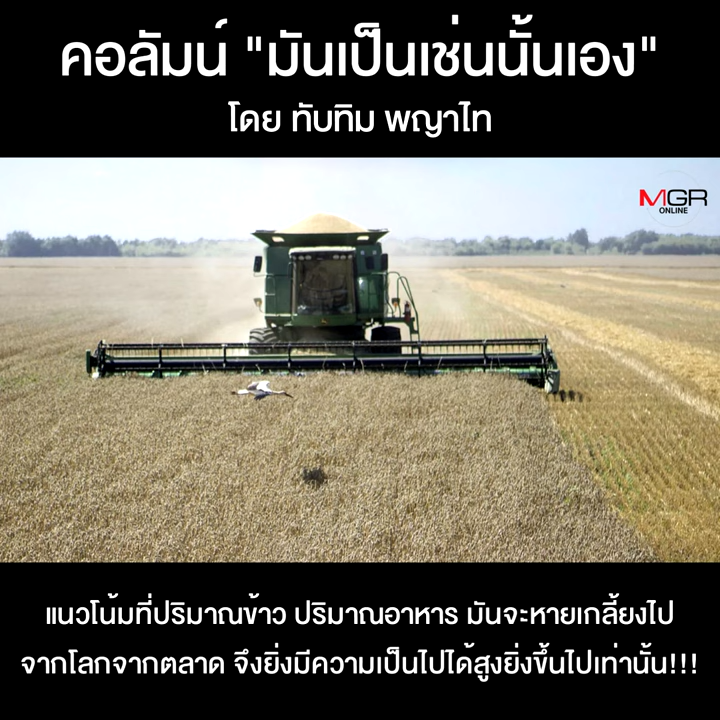 คอลัมน์ "มันเป็นเช่นนั้นเอง"
โดย ทับทิม พญาไท
MGR
ONLINE
แนวโน้มที่ปริมาณข้าว ปริมาณอาหาร มันจะหายเกลี้ยงไป
จากโลกจากตลาด จึงยิ่งมีความเป็นไปได้สูงยิ่งขึ้นไปเท่านั้น!!!